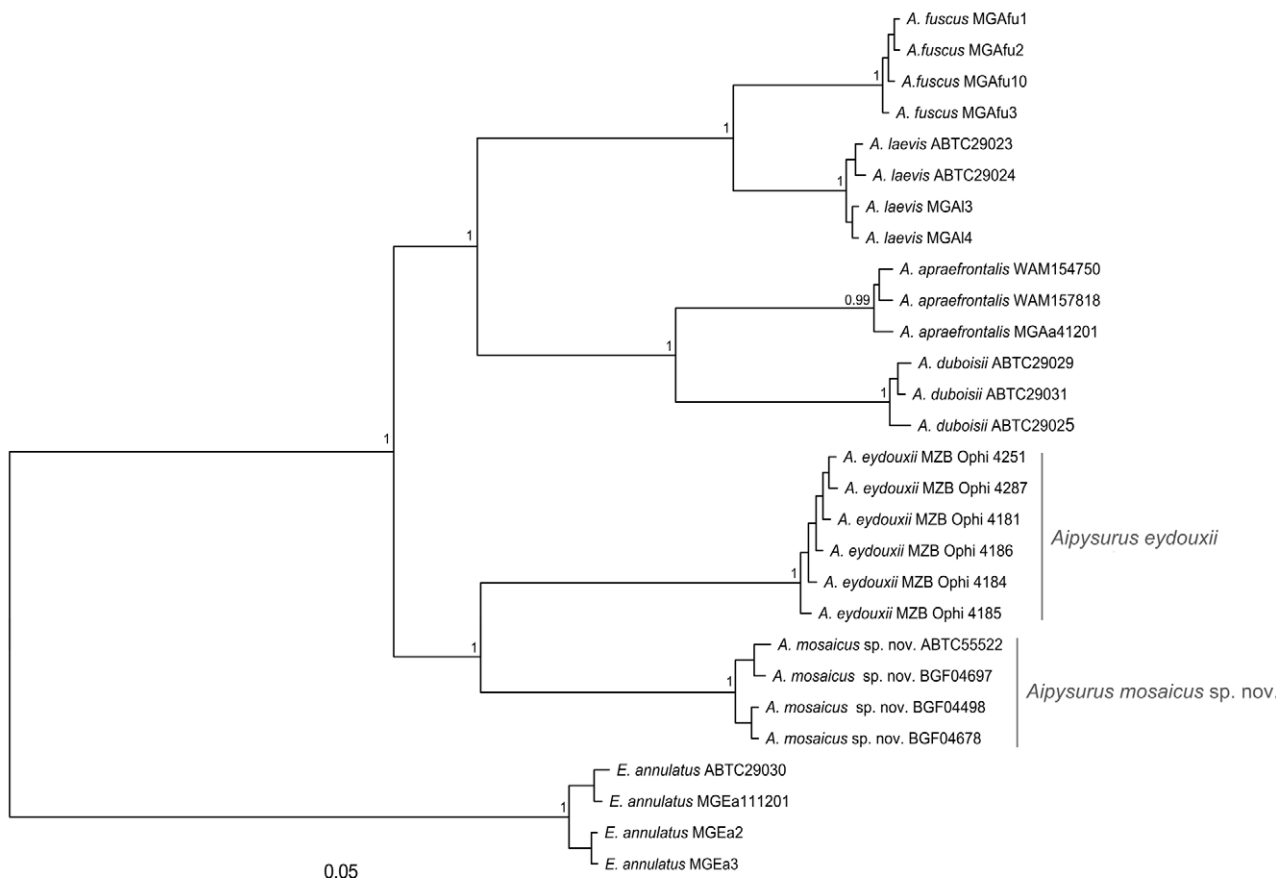 A. fuscus MGAfu1
A.fuscus MGAfu2
1
A.fuscus MGAfu10
A. fuscus MGAfu3
1
A. laevis ABTC29023
1
A. laevis ABTC29024
A. laevis MGAl3
A. laevis MGAl4
1
A. apraefrontalis WAM154750
0.99
A. apraefrontalis WAM157818
A. apraefrontalis MGAa41201
1
A. duboisii ABTC29029
1
A. duboisii ABTC29031
A. duboisii ABTC29025
1
A. eydouxii MZB Ophi 4251
A. eydouxii MZB Ophi 4287
A. eydouxii MZB Ophi 4181
Aipysurus eydouxii
A. eydouxii MZB Ophi 4186
1
A. eydouxii MZB Ophi 4184
A. eydouxii MZB Ophi 4185
1
A. mosaicus sp. nov. ABTC55522
1
A. mosaicus sp. nov. BGF04697
Aipysurus mosaicus sp. nov.
A. mosaicus sp. nov. BGF04498
A. mosaicus sp. nov. BGF04678
E. annulatus ABTC29030
1
E. annulatus MGEa111201
E. annulatus MGEa2
E. annulatus MGEa3
0.05